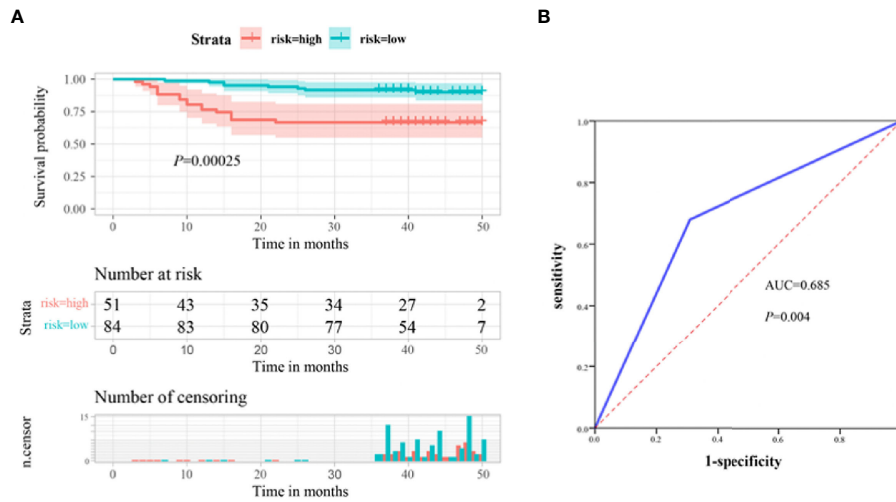 A
Strata risk=high risk=low
Survival probability
1.00
0.75
0.50
0.25
0.00
P=0.00025
0 10 20 30 40 50
Time in months
Number at risk
Strata
risk=high 51 43 35 34 27 2
risk=low 84 83 80 77 54 7
0 10 20 30 40 50
Time in months
Number of censoring
n.censor
15
0
0 10 20 30 40 50
Time in months
B
sensitivity
1.0
0.8
0.6
0.4
0.2
0.0
AUC=0.685
P=0.004
0.0 0.2 0.4 0.6 0.8
1-specificity